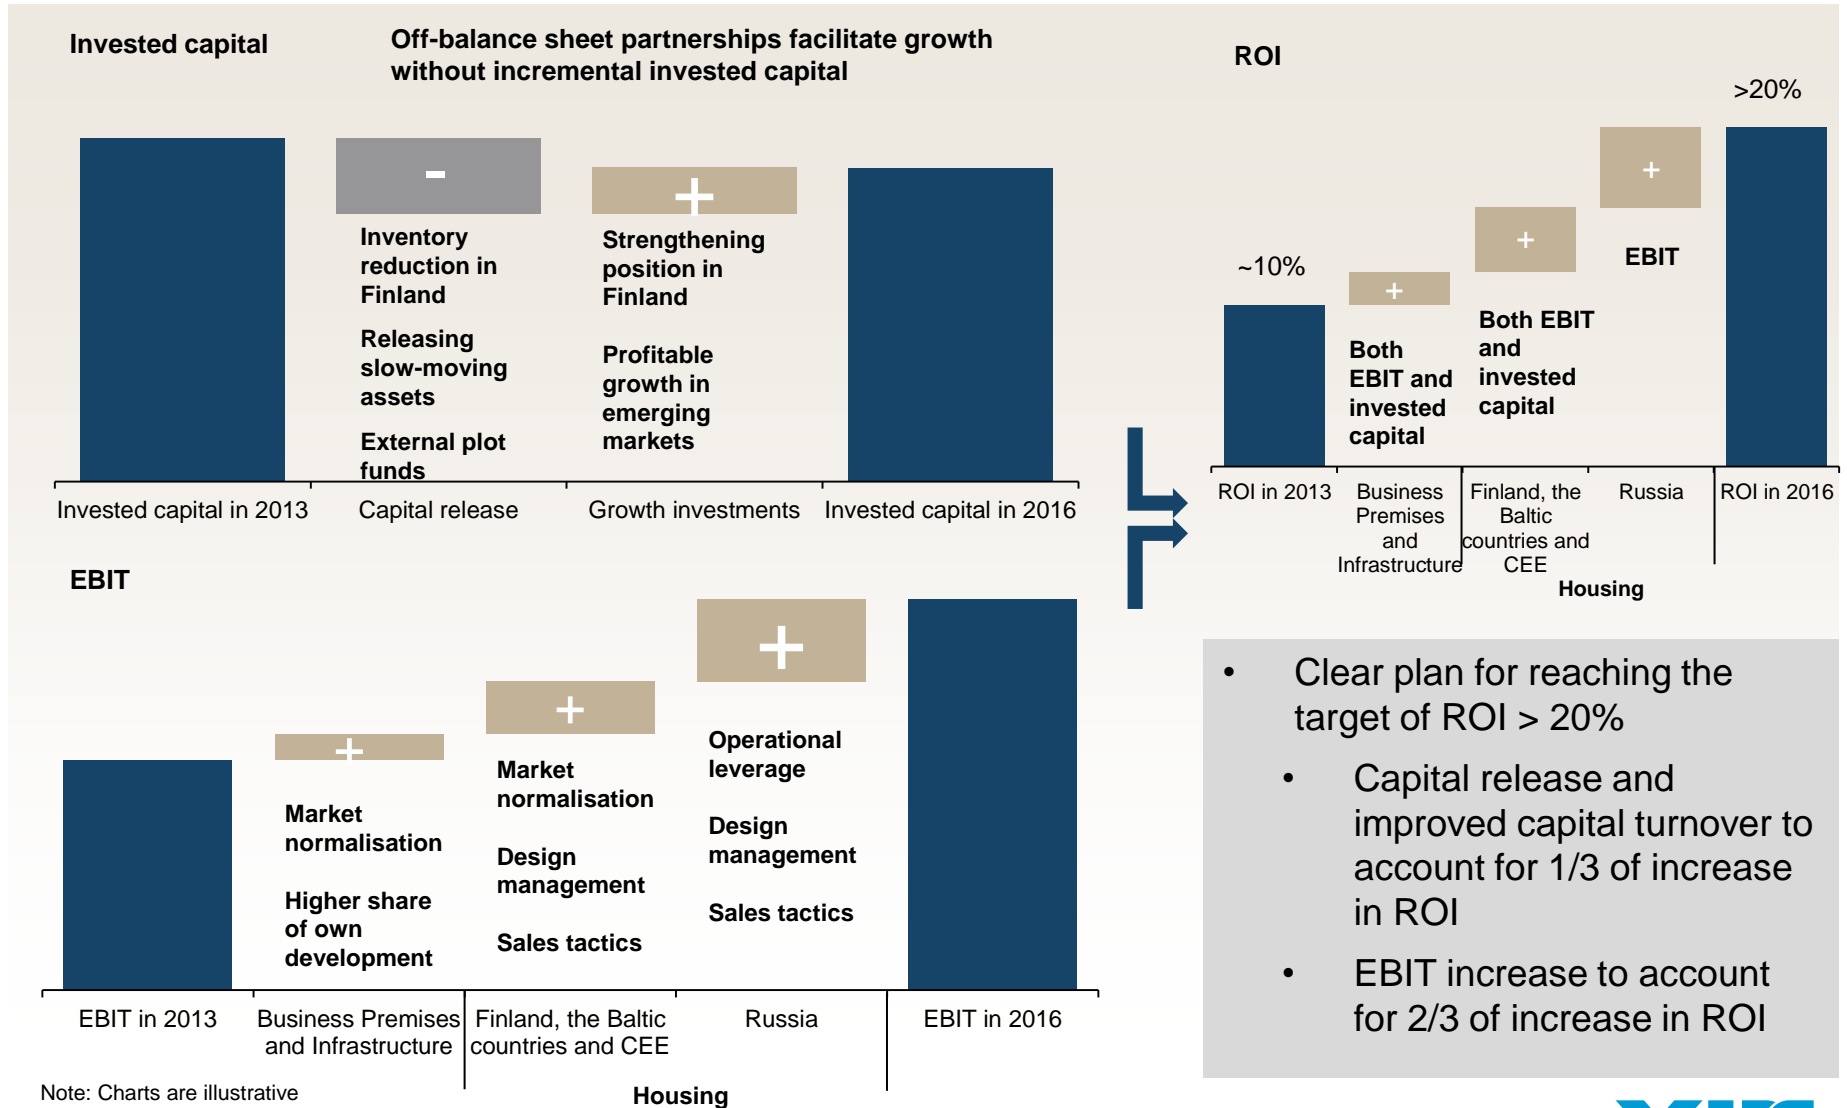 Invested capital
Off-balance sheet partnerships facilitate growth
without incremental invested capital
-
+
Inventory
reduction in
Finland
Releasing
slow-moving
assets
External plot
funds
Strengthening
position in
Finland
Profitable
growth in
emerging
markets
Invested capital in 2013
Capital release
Growth investments
Invested capital in 2016
ROI
>20%
~10%
+
+
+
Both
EBIT and
invested
capital
Both EBIT
and
invested
capital
EBIT
ROI in 2013
Business
Premises
and
Infrastructure
Finland, the
Baltic
countries and
CEE
Russia
ROI in 2016
Housing
EBIT
+
+
+
Market
normalisation
Higher share
of own
development
Market
normalisation
Design
management
Sales tactics
Operational
leverage
Design
management
Sales tactics
EBIT in 2013
Business Premises
and Infrastructure
Finland, the Baltic
countries and CEE
Russia
EBIT in 2016
Housing
Note: Charts are illustrative
• Clear plan for reaching the
target of ROI > 20%
• Capital release and
improved capital turnover to
account for 1/3 of increase
in ROI
• EBIT increase to account
for 2/3 of increase in ROI